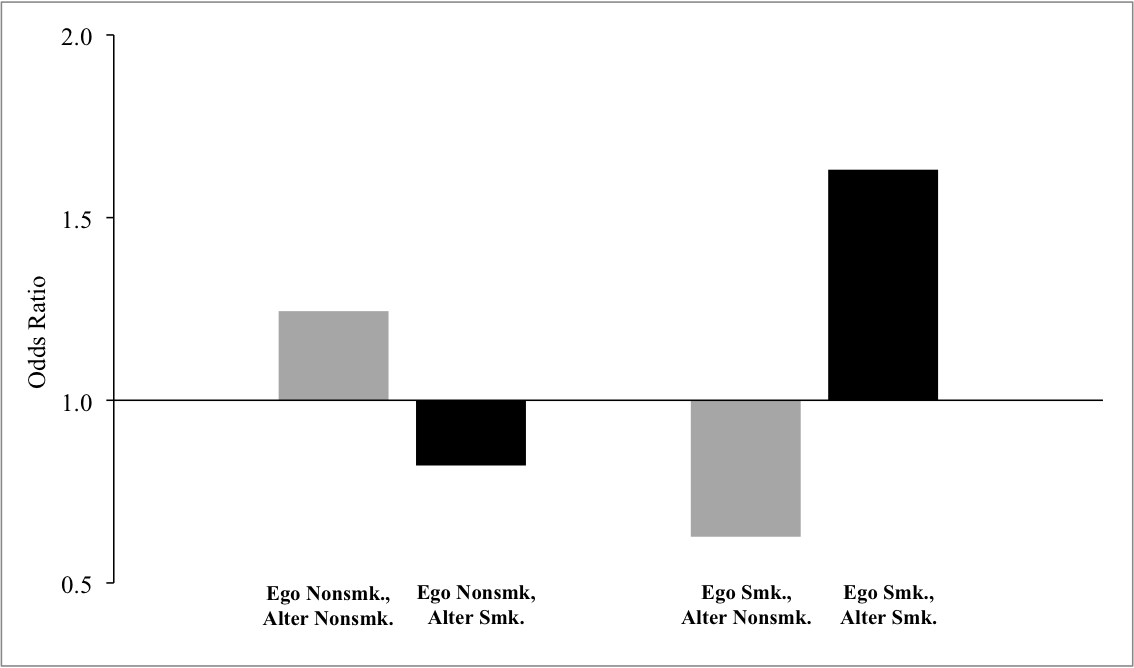 2.0
1.5
1.0
0.5
Odds Ratio
Ego Nonsmk.,
Alter Nonsmk.
Ego Nonsmk,
Alter Smk.
Ego Smk.,
Alter Nonsmk.
Ego Smk.,
Alter Smk.